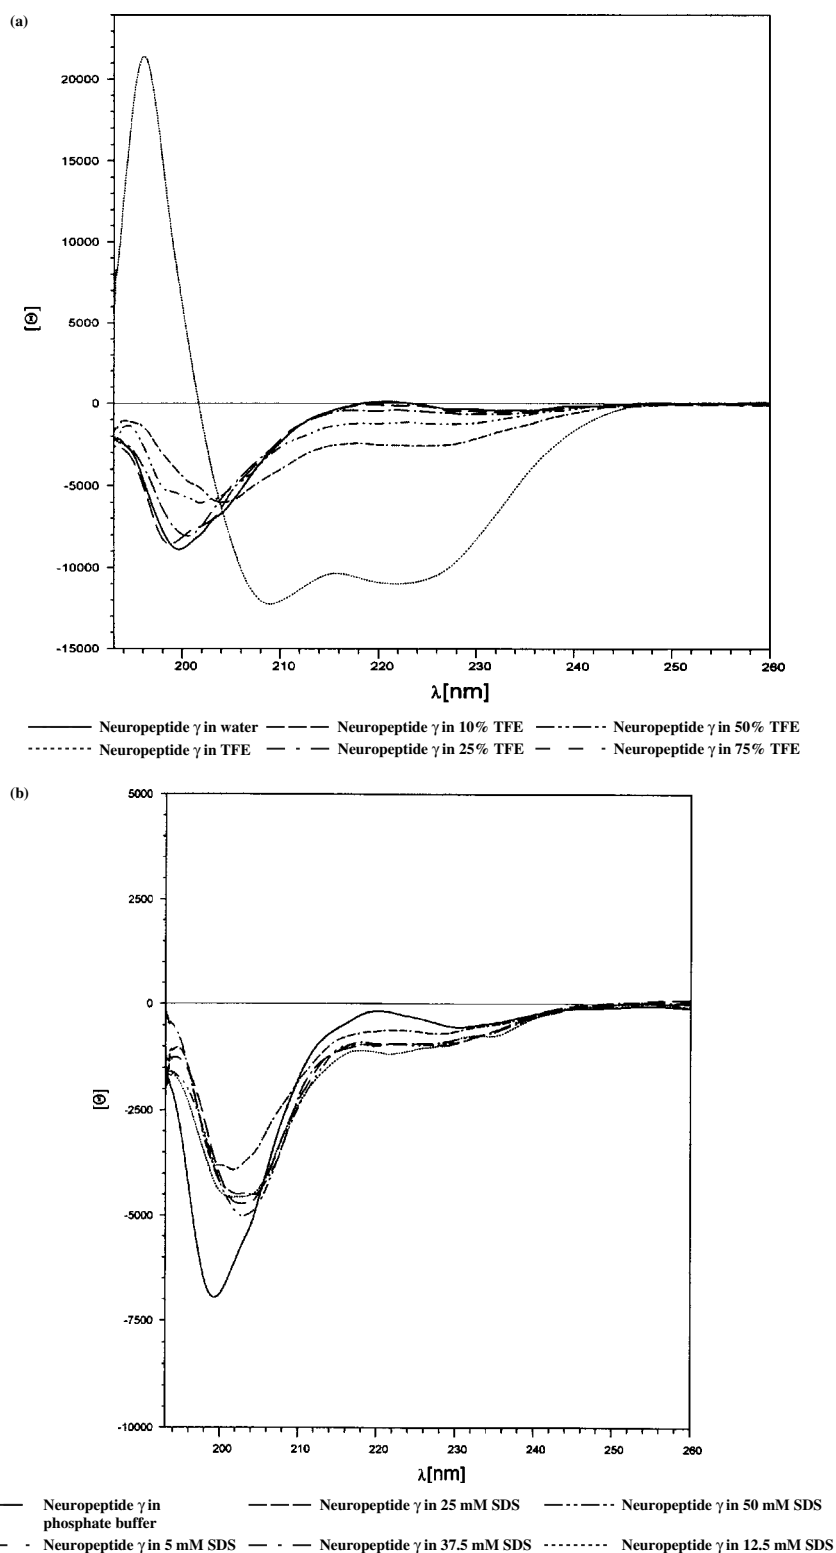 (a)
20000
15000
10000
5000
0
-5000
-10000
-15000
[Θ]
200 210 220 230 240 250 260
λ[nm]
Neuropeptide γ in water Neuropeptide γ in 10% TFE Neuropeptide γ in 50% TFE
Neuropeptide γ in TFE Neuropeptide γ in 25% TFE Neuropeptide γ in 75% TFE
(b)
5000
2500
0
-2500
-5000
-7500
-10000
[Θ]
200 210 220 230 240 250 260
λ[nm]
Neuropeptide γ in Neuropeptide γ in 25 mM SDS Neuropeptide γ in 50 mM SDS
phosphate buffer
Neuropeptide γ in 5 mM SDS Neuropeptide γ in 37.5 mM SDS Neuropeptide γ in 12.5 mM SDS